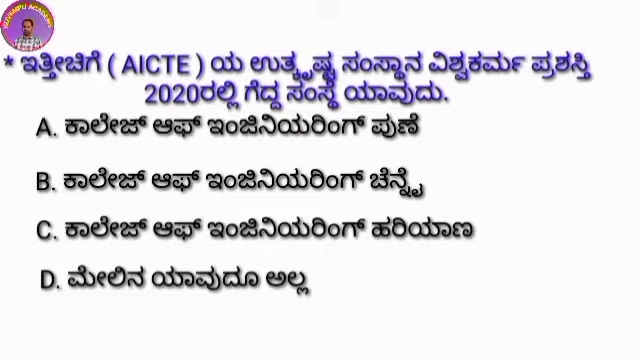 * ಇತ್ತೀಚಿಗೆ ( AICTE ) ಯ ಉತ್ಕೃಷ್ಟ ಸಂಸ್ಥಾನ ವಿಶ್ವಕರ್ಮ ಪ್ರಶಸ್ತಿ
2020ರಲ್ಲಿ ಗೆದ್ದ ಸಂಸ್ಥೆ ಯಾವುದು.
A. ಕಾಲೇಜ್ ಆಫ್ ಇಂಜಿನಿಯರಿಂಗ್ ಪುಣೆ
B. ಕಾಲೇಜ್ ಆಫ್ ಇಂಜಿನಿಯರಿಂಗ್ ಚೆನ್ನೈ
C. ಕಾಲೇಜ್ ಆಫ್ ಇಂಜಿನಿಯರಿಂಗ್ ಹರಿಯಾಣ
D. ಮೇಲಿನ ಯಾವುದೂ ಅಲ್ಲ